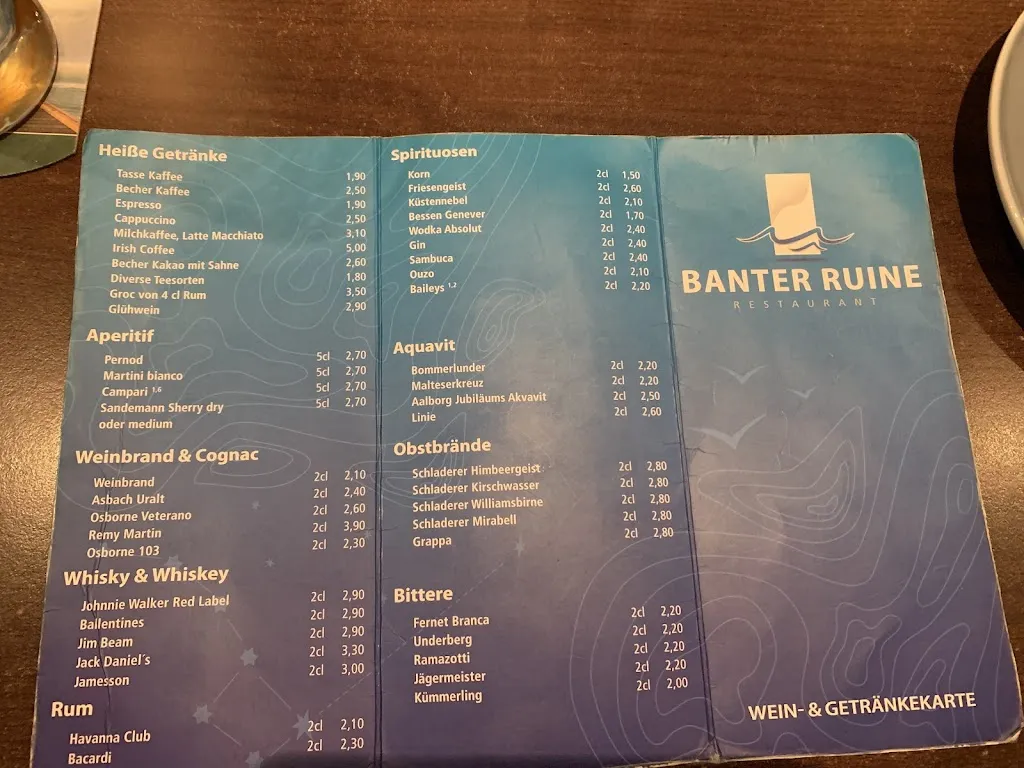 Heiße Getränke
Tasse Kaffee 1,90
Becher Kaffee 2,50
Espresso 1,90
Cappuccino 2,50
Milchkaffee, Latte Macchiato 3,10
Irish Coffee 5,00
Becher Kakao mit Sahne 2,60
Diverse Teesorten 1,80
Groc von 4 cl Rum 3,50
Glühwein 2,90
Aperitif
Pernod 5cl 2,70
Martini bianco 5cl 2,70
Campari 1,6 5cl 2,70
Sandemann Sherry dry 5cl 2,70
oder medium
Weinbrand & Cognac
Weinbrand 2cl 2,10
Asbach Uralt 2cl 2,40
Osborne Veterano 2cl 2,60
Remy Martin 2cl 3,90
Osborne 103 2cl 2,30
Whisky & Whiskey
Johnnie Walker Red Label 2cl 2,90
Ballentines 2cl 2,90
Jim Beam 2cl 2,90
Jack Daniel´s 2cl 3,30
Jamesson 2cl 3,00
Rum
Havanna Club 2cl 2,10
Bacardi 2cl 2,30
Spirituosen
Korn 2cl 1,50
Friesengeist 2cl 2,60
Küstennebel 2cl 2,10
Bessen Genever 2cl 1,70
Wodka Absolut 2cl 2,40
Gin 2cl 2,40
Sambuca 2cl 2,40
Ouzo 2cl 2,10
Baileys 1,2 2cl 2,20
Aquavit
Bommerlunder 2cl 2,20
Malteserkreuz 2cl 2,20
Aalborg Jubiläums Akvavit 2cl 2,50
Linie 2cl 2,60
Obstbrände
Schladerer Himbeergeist 2cl 2,80
Schladerer Kirschwasser 2cl 2,80
Schladerer Williamsbirne 2cl 2,80
Schladerer Mirabell 2cl 2,80
Grappa 2cl 2,80
Bittere
Fernet Branca 2cl 2,20
Underberg 2cl 2,20
Ramazotti 2cl 2,20
Jägermeister 2cl 2,20
Kümmerling 2cl 2,00
BANTER RUINE
RESTAURANT
WEIN- & GETRÄNKEKARTE